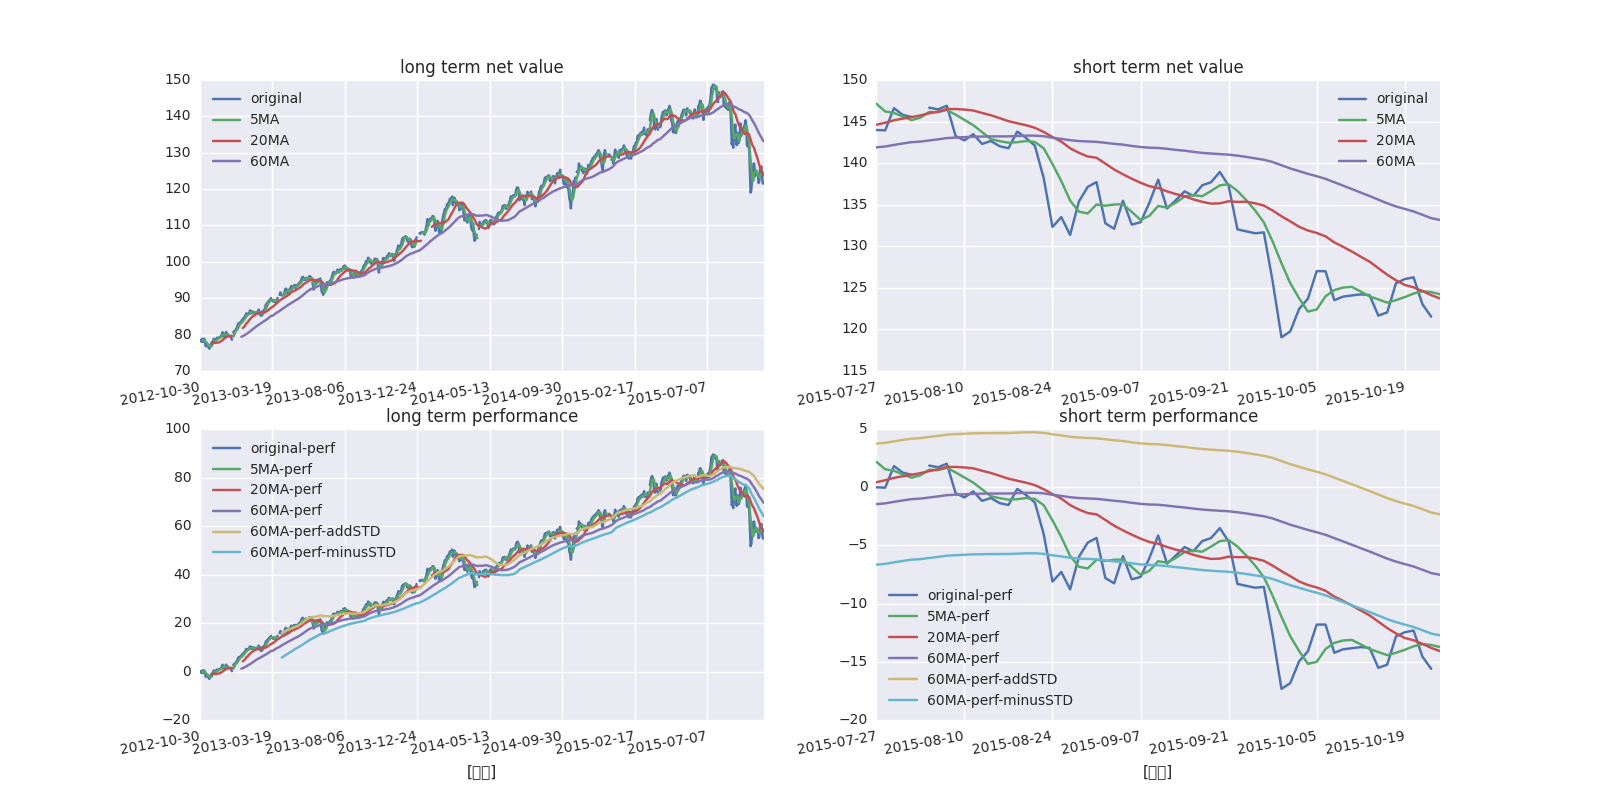 long term net value
150
140
130
120
110
100
90
80
70
original
5MA
20MA
60MA
2012-10-30
2013-03-19
2013-08-06
2013-12-24
2014-05-13
2014-09-30
2015-02-17
2015-07-07
short term net value
150
145
140
135
130
125
120
115
original
5MA
20MA
60MA
2015-07-27
2015-08-10
2015-08-24
2015-09-07
2015-09-21
2015-10-05
2015-10-19
long term performance
100
80
60
40
20
0
−20
original-perf
5MA-perf
20MA-perf
60MA-perf
60MA-perf-addSTD
60MA-perf-minusSTD
2012-10-30
2013-03-19
2013-08-06
2013-12-24
2014-05-13
2014-09-30
2015-02-17
2015-07-07
short term performance
5
0
−5
−10
−15
−20
original-perf
5MA-perf
20MA-perf
60MA-perf
60MA-perf-addSTD
60MA-perf-minusSTD
2015-07-27
2015-08-10
2015-08-24
2015-09-07
2015-09-21
2015-10-05
2015-10-19